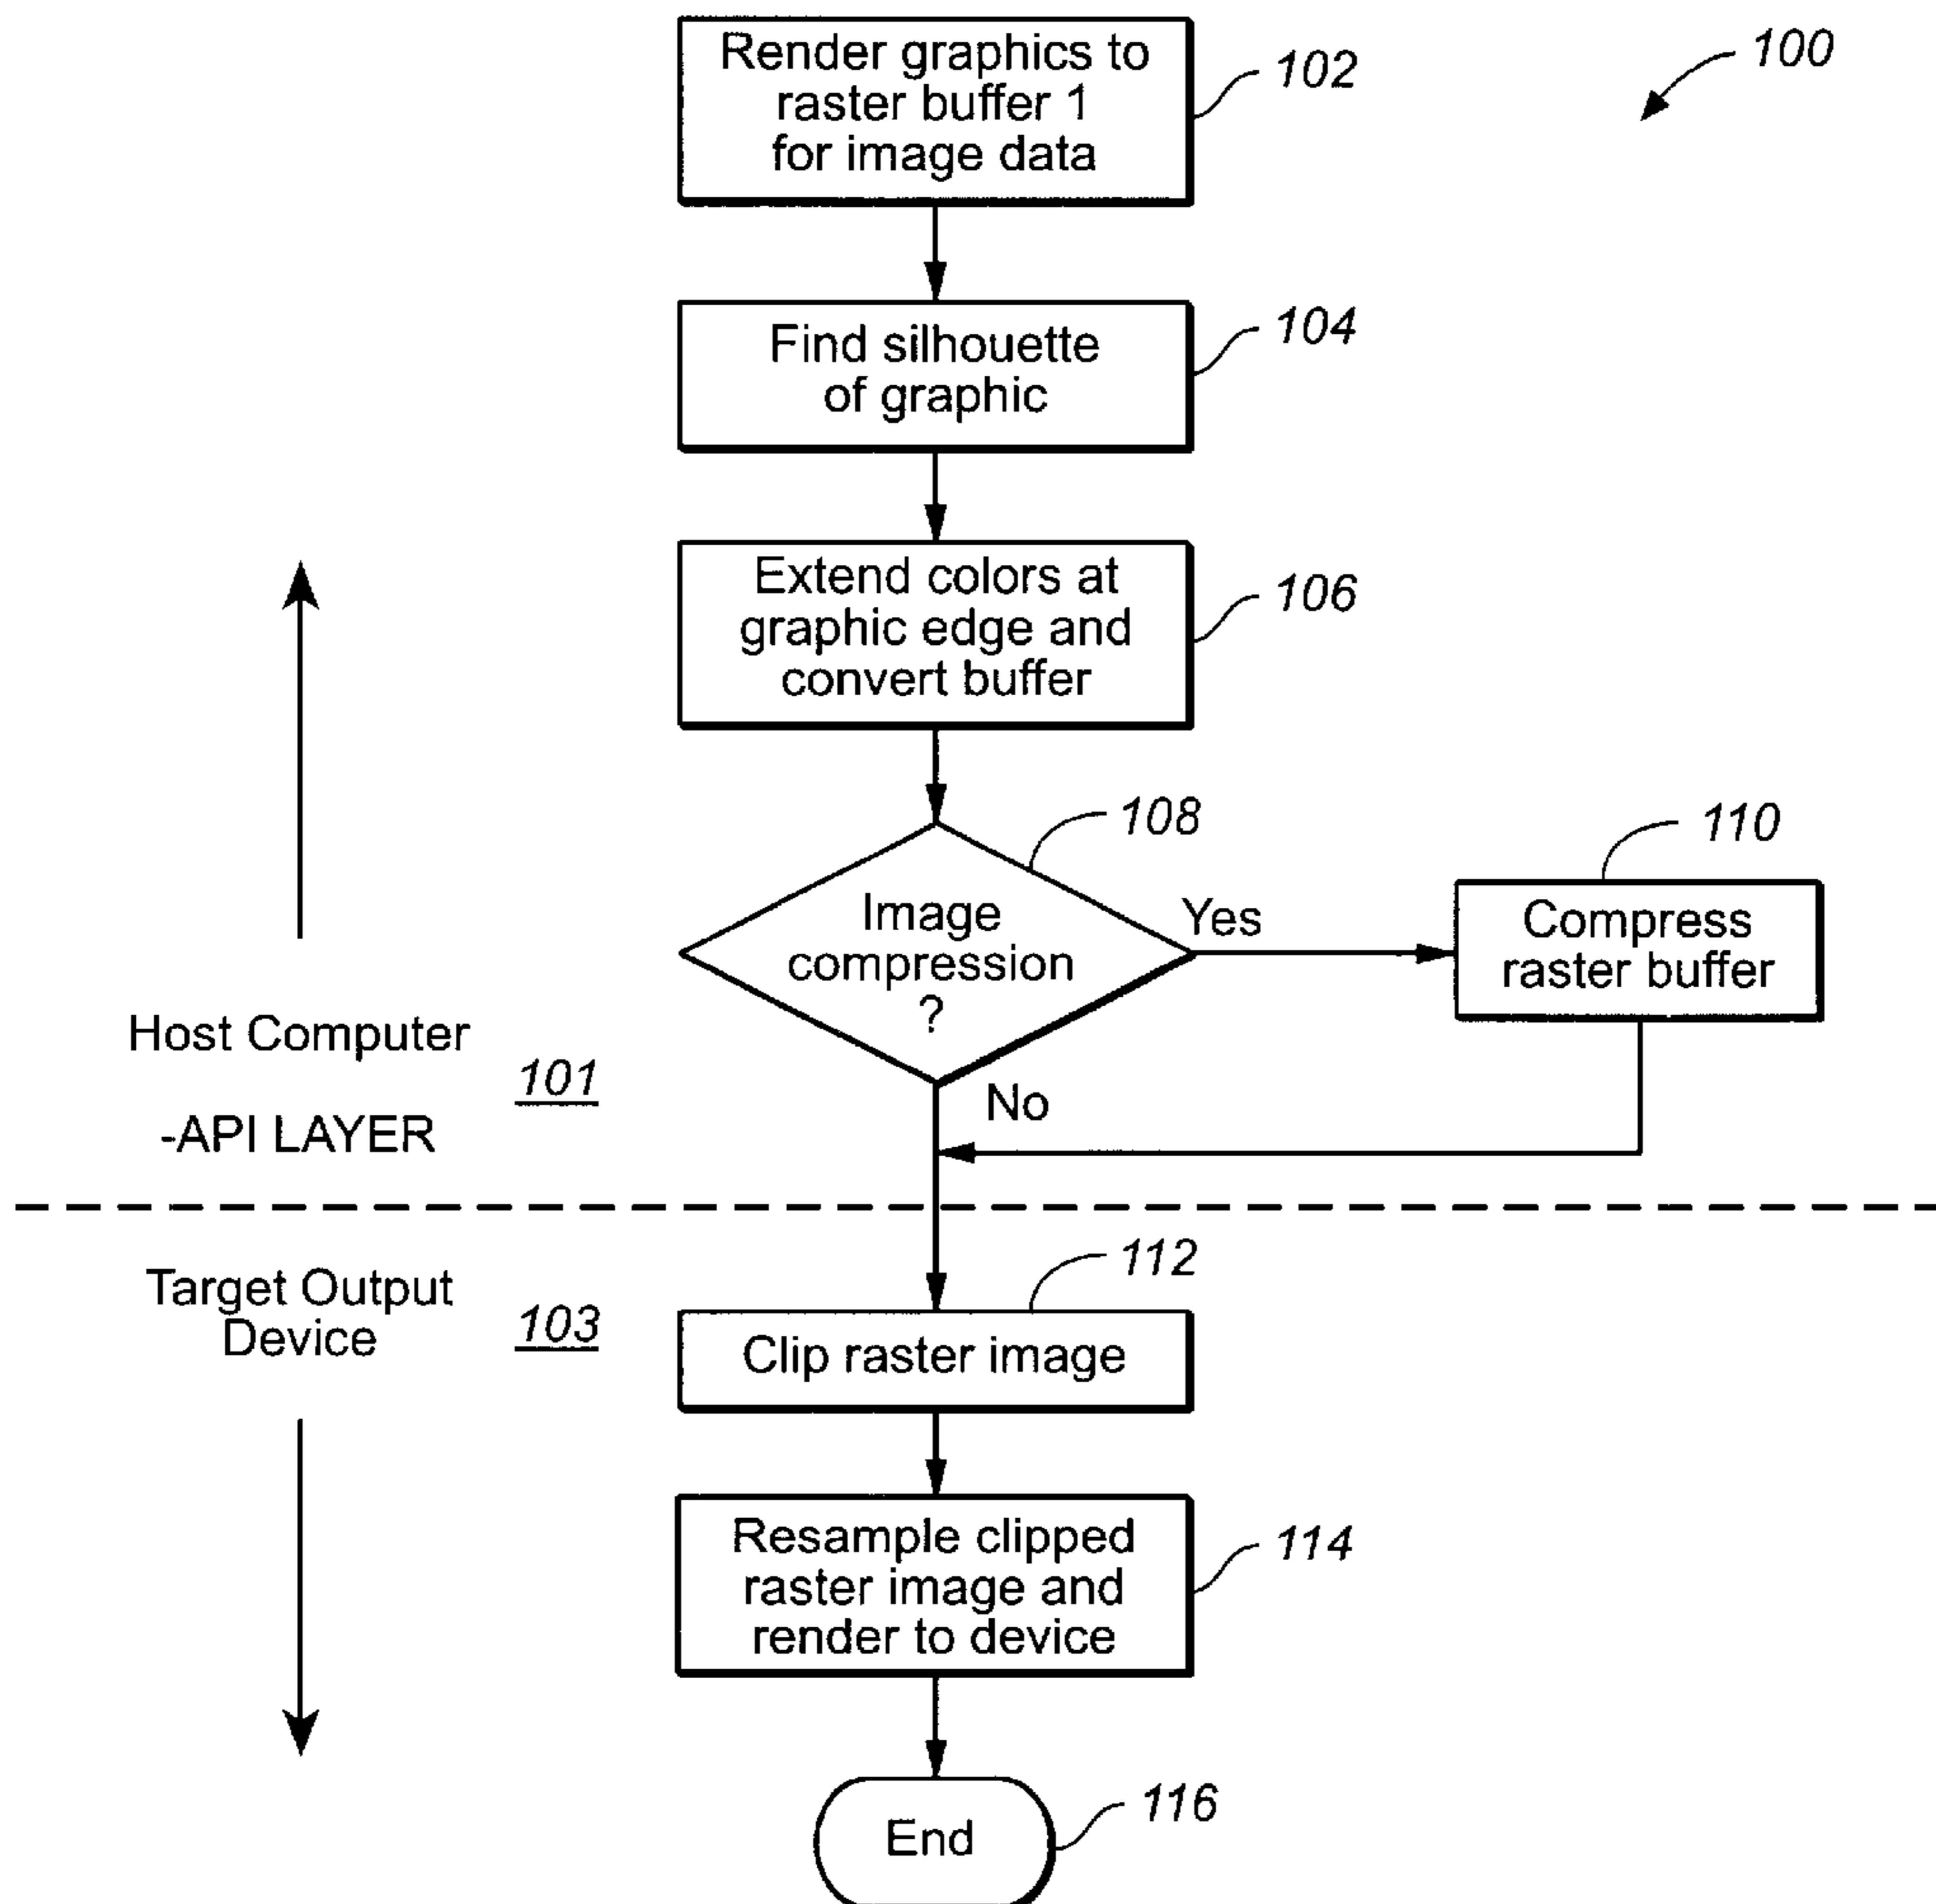 Render graphics to
raster buffer 1
for image data
102
100
Find silhouette
of graphic
104
Extend colors at
graphic edge and
convert buffer
106
108
Image
compression
?
Yes
110
Compress
raster buffer
No
Host Computer
-API LAYER
101
Target Output
Device
103
112
Clip raster image
Resample clipped
raster image and
render to device
114
End
116